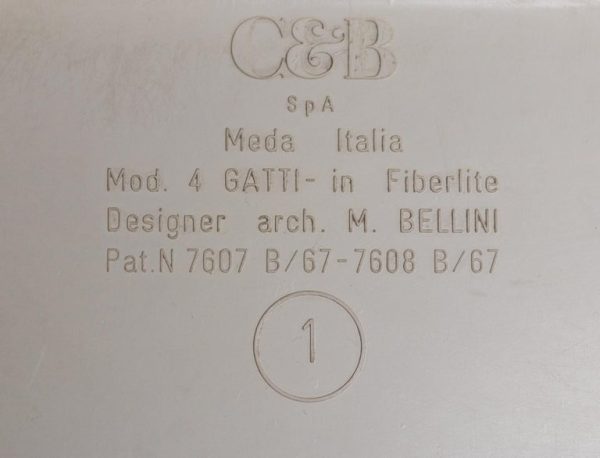 C&B
SpA
Meda Italia
Mod. 4 GATTI- in Fiberlite
Designer arch. M. BELLINI
Pat.N 7607 B/67-7608 B/67
1